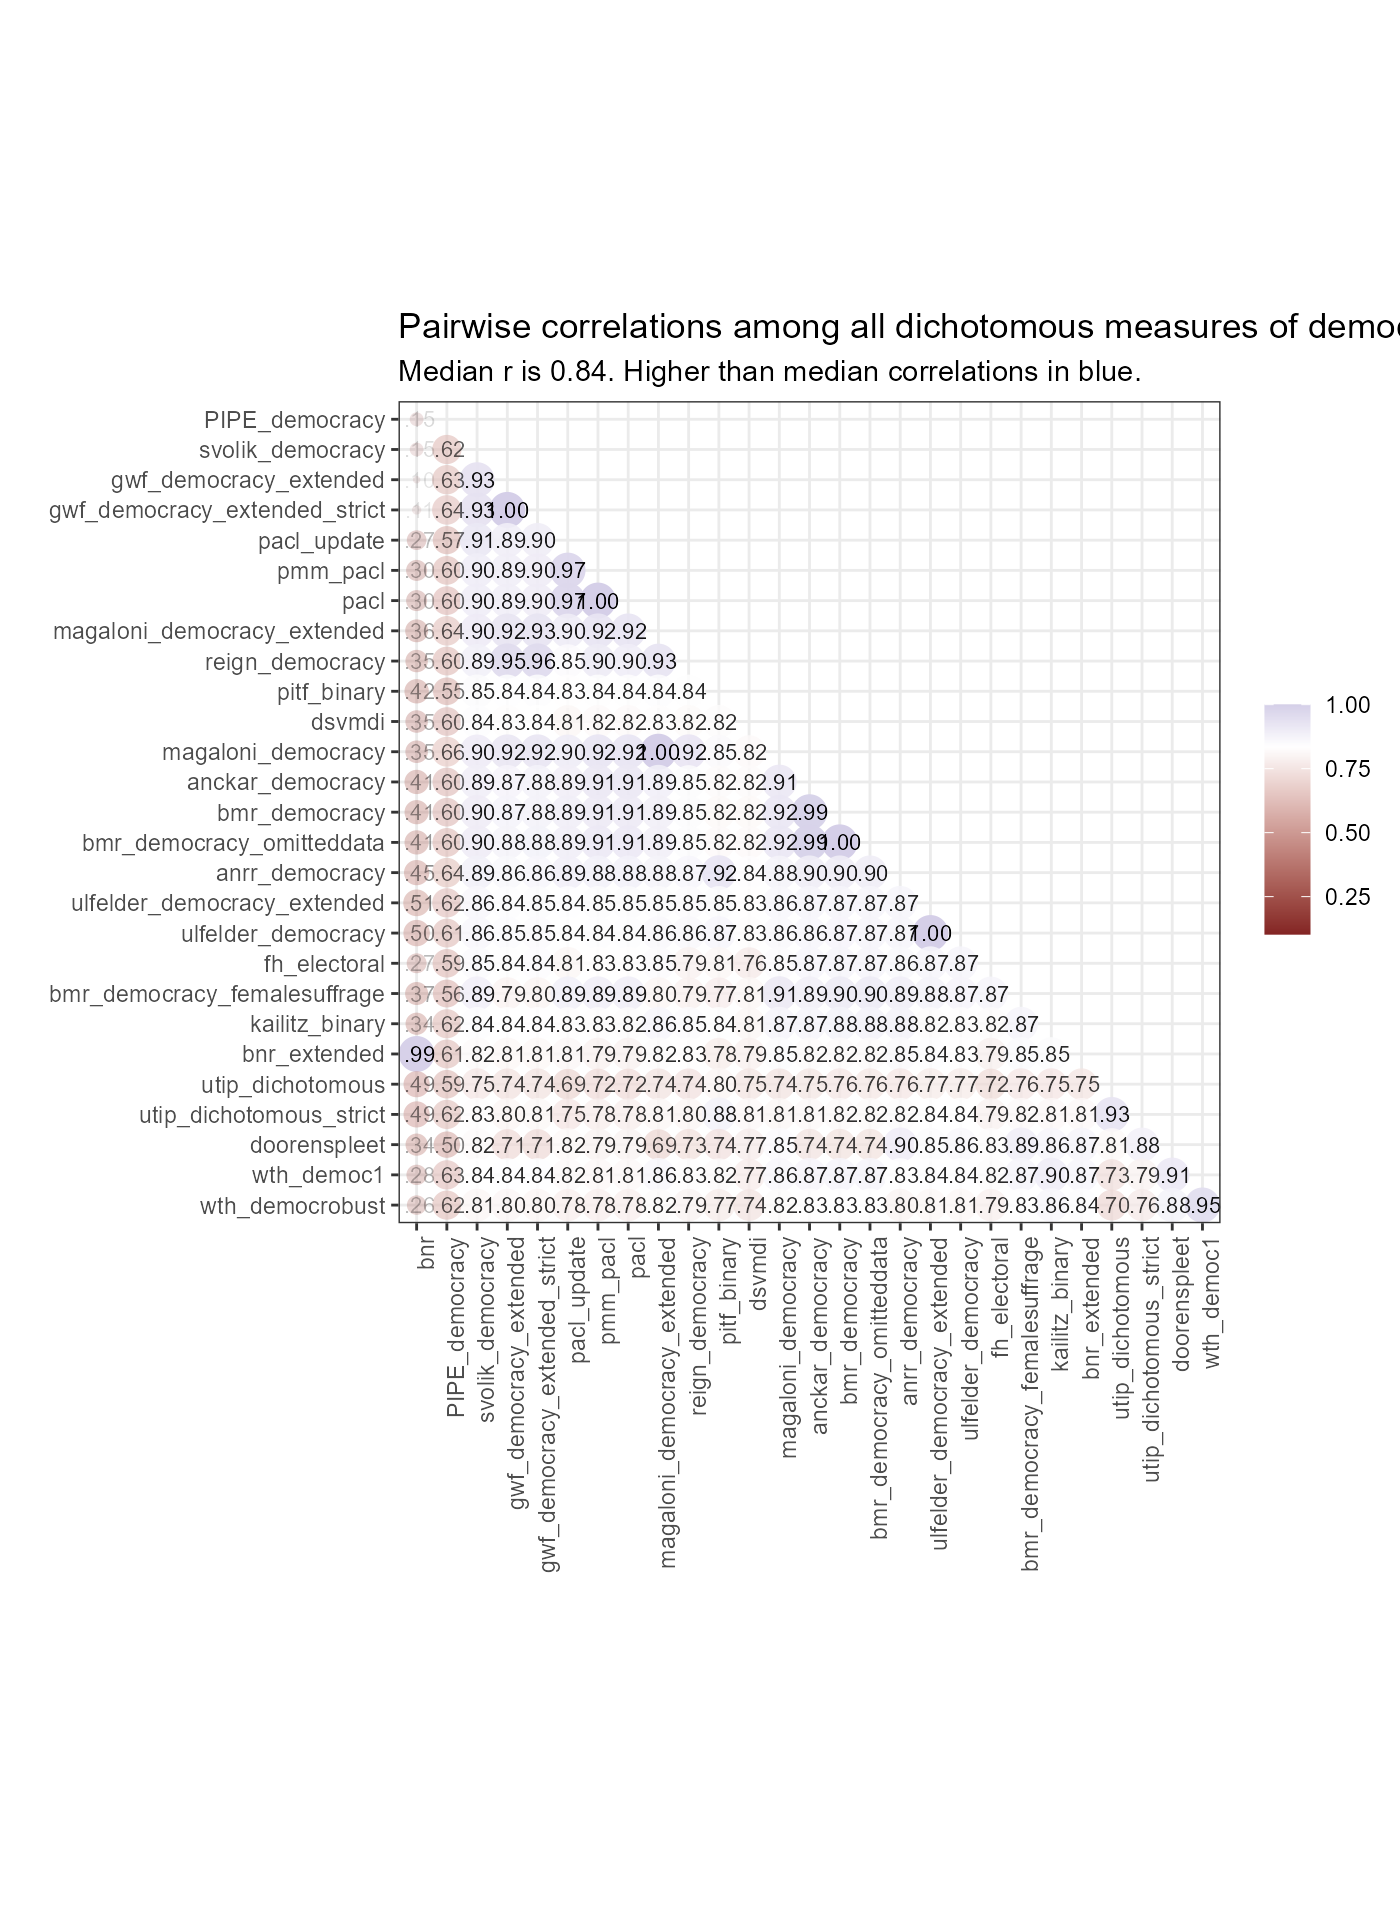 Pairwise correlations among all dichotomous measures of democ
Median r is 0.84. Higher than median correlations in blue.
PIPE_democracy .15
svolik_democracy .15 .62
gwf_democracy_extended .10 .63 .93
gwf_democracy_extended_strict .11 .64 .93 1.00
pacl_update .27 .57 .91 .89 .90
pmm_pacl .30 .60 .90 .89 .90 .97
pacl .30 .60 .90 .89 .90 .97 1.00
magaloni_democracy_extended .36 .64 .90 .92 .93 .90 .92 .92
reign_democracy .35 .60 .89 .95 .96 .85 .90 .90 .93
pitf_binary .42 .55 .85 .84 .84 .83 .84 .84 .84 .84
dsvmdi .35 .60 .84 .83 .84 .81 .82 .82 .83 .82 .82
magaloni_democracy .35 .66 .90 .92 .92 .90 .92 .92 1.00 .92 .85 .82
anckar_democracy .41 .60 .89 .87 .88 .89 .91 .91 .89 .85 .82 .82 .91
bmr_democracy .41 .60 .90 .87 .88 .89 .91 .91 .89 .85 .82 .82 .92 .99
bmr_democracy_omitteddata .41 .60 .90 .88 .88 .89 .91 .91 .89 .85 .82 .82 .92 .99 1.00
anrr_democracy .45 .64 .89 .86 .86 .89 .88 .88 .88 .87 .92 .84 .88 .90 .90 .90
ulfelder_democracy_extended .51 .62 .86 .84 .85 .84 .85 .85 .85 .85 .85 .83 .86 .87 .87 .87 .87
ulfelder_democracy .50 .61 .86 .85 .85 .84 .84 .84 .86 .86 .87 .83 .86 .86 .87 .87 .87 1.00
fh_electoral .27 .59 .85 .84 .84 .81 .83 .83 .85 .79 .81 .76 .85 .87 .87 .87 .86 .87 .87
bmr_democracy_femalesuffrage .37 .56 .89 .79 .80 .89 .89 .89 .80 .79 .77 .81 .91 .89 .90 .90 .89 .88 .87 .87
kailitz_binary .34 .62 .84 .84 .84 .83 .83 .82 .86 .85 .84 .81 .87 .87 .88 .88 .88 .82 .83 .82 .87
bnr_extended .99 .61 .82 .81 .81 .81 .79 .79 .82 .83 .78 .79 .85 .82 .82 .82 .85 .84 .83 .79 .85 .85
utip_dichotomous .49 .59 .75 .74 .74 .69 .72 .72 .74 .74 .80 .75 .74 .75 .76 .76 .76 .77 .77 .72 .76 .75 .75
utip_dichotomous_strict .49 .62 .83 .80 .81 .75 .78 .78 .81 .80 .88 .81 .81 .81 .82 .82 .82 .84 .84 .79 .82 .81 .81 .93
doorenspleet .34 .50 .82 .71 .71 .82 .79 .79 .69 .73 .74 .77 .85 .74 .74 .74 .90 .85 .86 .83 .89 .86 .87 .81 .88
wth_democ1 .28 .63 .84 .84 .84 .82 .81 .81 .86 .83 .82 .77 .86 .87 .87 .87 .83 .84 .84 .82 .87 .90 .87 .73 .79 .91
wth_democrobust .26 .62 .81 .80 .80 .78 .78 .78 .82 .79 .77 .74 .82 .83 .83 .83 .80 .81 .81 .79 .83 .86 .84 .70 .76 .88 .95
bnr
PIPE_democracy
svolik_democracy
gwf_democracy_extended
gwf_democracy_extended_strict
pacl_update
pmm_pacl
pacl
magaloni_democracy_extended
reign_democracy
pitf_binary
dsvmdi
magaloni_democracy
anckar_democracy
bmr_democracy
bmr_democracy_omitteddata
anrr_democracy
ulfelder_democracy_extended
ulfelder_democracy
fh_electoral
bmr_democracy_femalesuffrage
kailitz_binary
bnr_extended
utip_dichotomous
utip_dichotomous_strict
doorenspleet
wth_democ1
1.00
0.75
0.50
0.25